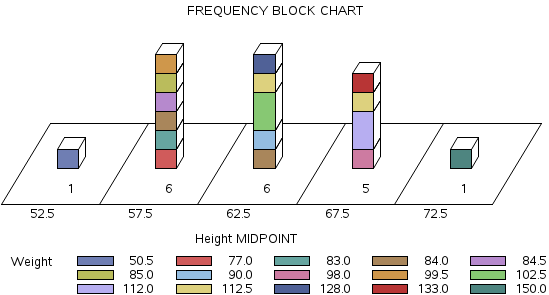 FREQUENCY BLOCK CHART
1 6 6 5 1
52.5 57.5 62.5 67.5 72.5
Height MIDPOINT
Weight 50.5 77.0 83.0 84.0 84.5
85.0 90.0 98.0 99.5 102.5
112.0 112.5 128.0 133.0 150.0